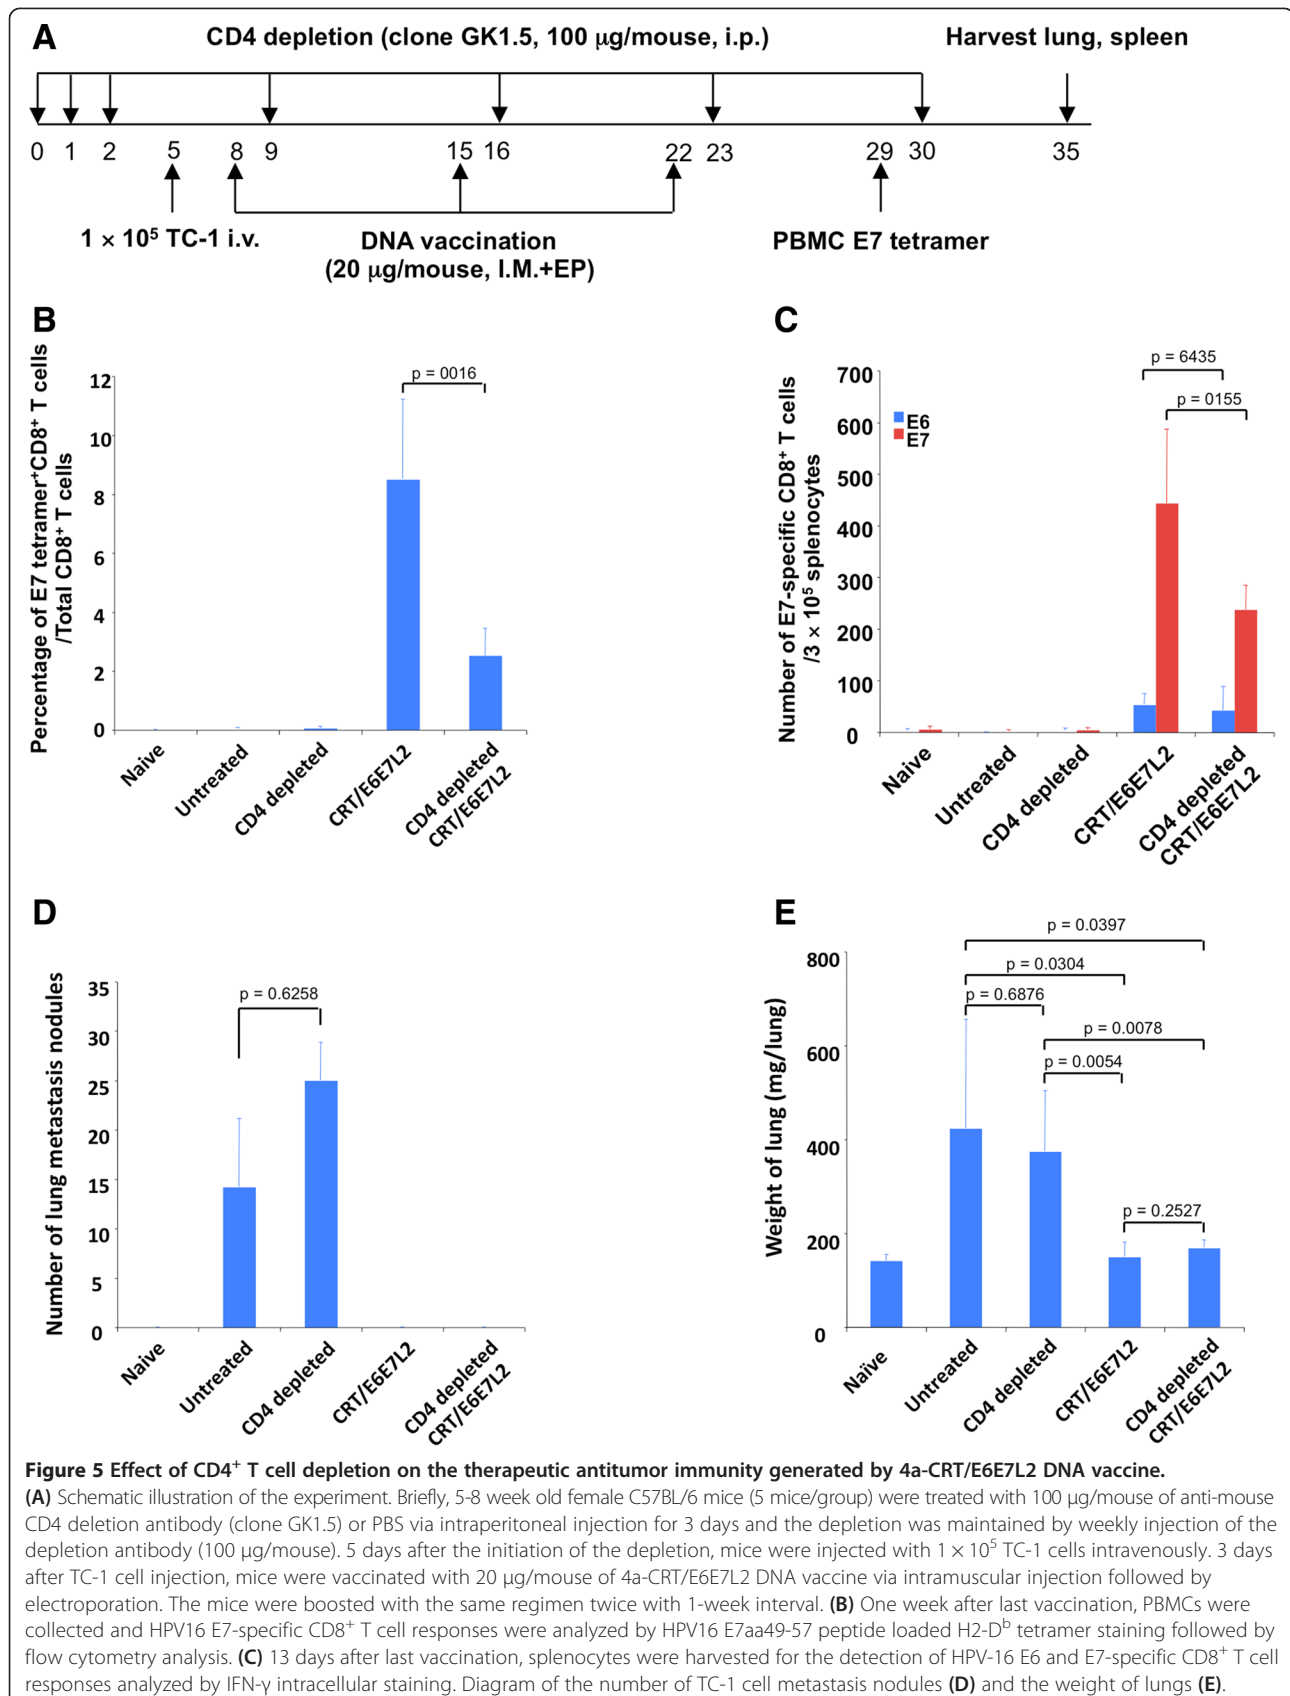 A
CD4 depletion (clone GK1.5, 100 µg/mouse, i.p.)
Harvest lung, spleen
0 1 2 5 8 9 15 16 22 23 29 30 35
1 × 10⁵ TC-1 i.v.
DNA vaccination
(20 µg/mouse, I.M.+EP)
PBMC E7 tetramer
B
Percentage of E7 tetramer⁺CD8⁺ T cells
/Total CD8⁺ T cells
12
10
8
6
4
2
0
p = 0016
Naive
Untreated
CD4 depleted
CRT/E6E7L2
CD4 depleted
CRT/E6E7L2
C
Number of E7-specific CD8⁺ T cells
/3 × 10⁵ splenocytes
700
600
500
400
300
200
100
0
E6
E7
p = 6435
p = 0155
Naive
Untreated
CD4 depleted
CRT/E6E7L2
CD4 depleted
CRT/E6E7L2
D
Number of lung metastasis nodules
35
30
25
20
15
10
5
0
p = 0.6258
Naive
Untreated
CD4 depleted
CRT/E6E7L2
CD4 depleted
CRT/E6E7L2
E
Weight of lung (mg/lung)
800
600
400
200
0
p = 0.0397
p = 0.0304
p = 0.6876
p = 0.0078
p = 0.0054
p = 0.2527
Naïve
Untreated
CD4 depleted
CRT/E6E7L2
CD4 depleted
CRT/E6E7L2
Figure 5 Effect of CD4⁺ T cell depletion on the therapeutic antitumor immunity generated by 4a-CRT/E6E7L2 DNA vaccine.
(A) Schematic illustration of the experiment. Briefly, 5-8 week old female C57BL/6 mice (5 mice/group) were treated with 100 µg/mouse of anti-mouse
CD4 deletion antibody (clone GK1.5) or PBS via intraperitoneal injection for 3 days and the depletion was maintained by weekly injection of the
depletion antibody (100 µg/mouse). 5 days after the initiation of the depletion, mice were injected with 1 × 10⁵ TC-1 cells intravenously. 3 days
after TC-1 cell injection, mice were vaccinated with 20 µg/mouse of 4a-CRT/E6E7L2 DNA vaccine via intramuscular injection followed by
electroporation. The mice were boosted with the same regimen twice with 1-week interval. (B) One week after last vaccination, PBMCs were
collected and HPV16 E7-specific CD8⁺ T cell responses were analyzed by HPV16 E7aa49-57 peptide loaded H2-Dᵇ tetramer staining followed by
flow cytometry analysis. (C) 13 days after last vaccination, splenocytes were harvested for the detection of HPV-16 E6 and E7-specific CD8⁺ T cell
responses analyzed by IFN-γ intracellular staining. Diagram of the number of TC-1 cell metastasis nodules (D) and the weight of lungs (E).